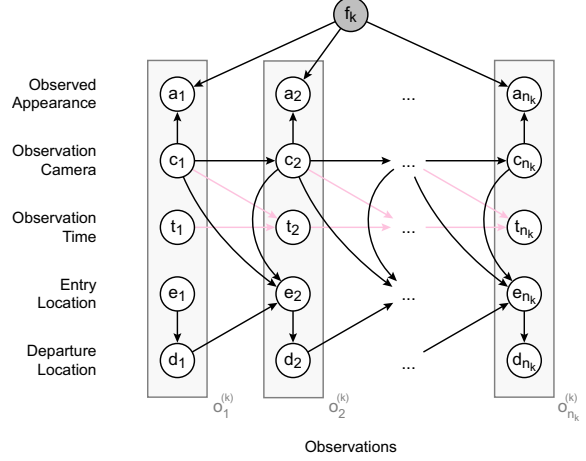 f_k
Observed
Appearance
a_1 a_2 ... a_{n_k}
Observation
Camera
c_1 c_2 ... c_{n_k}
Observation
Time
t_1 t_2 ... t_{n_k}
Entry
Location
e_1 e_2 ... e_{n_k}
Departure
Location
d_1 d_2 ... d_{n_k}
o_1^{(k)} o_2^{(k)} o_{n_k}^{(k)}
Observations